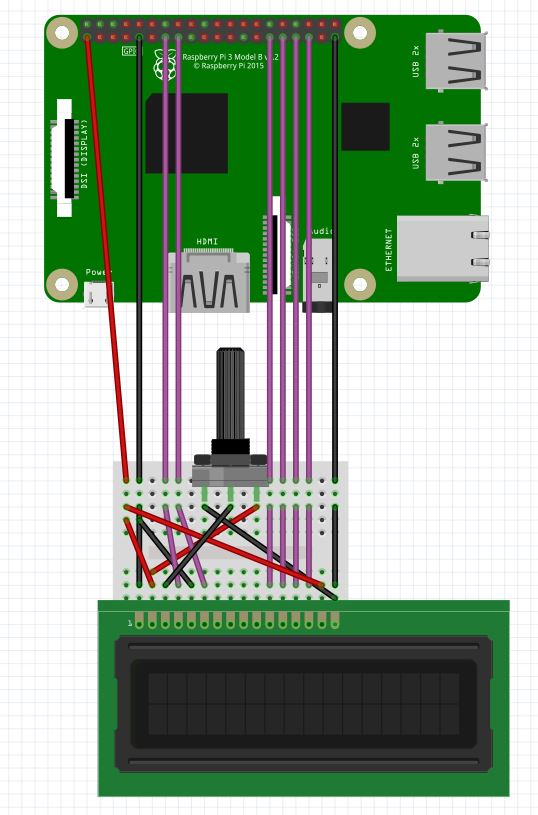 GPIO
Raspberry Pi 3 Model B v1.2
© Raspberry Pi 2015
USB 2x
DSI (DISPLAY)
USB 2x
HDMI
Audio
ETHERNET
Power
1